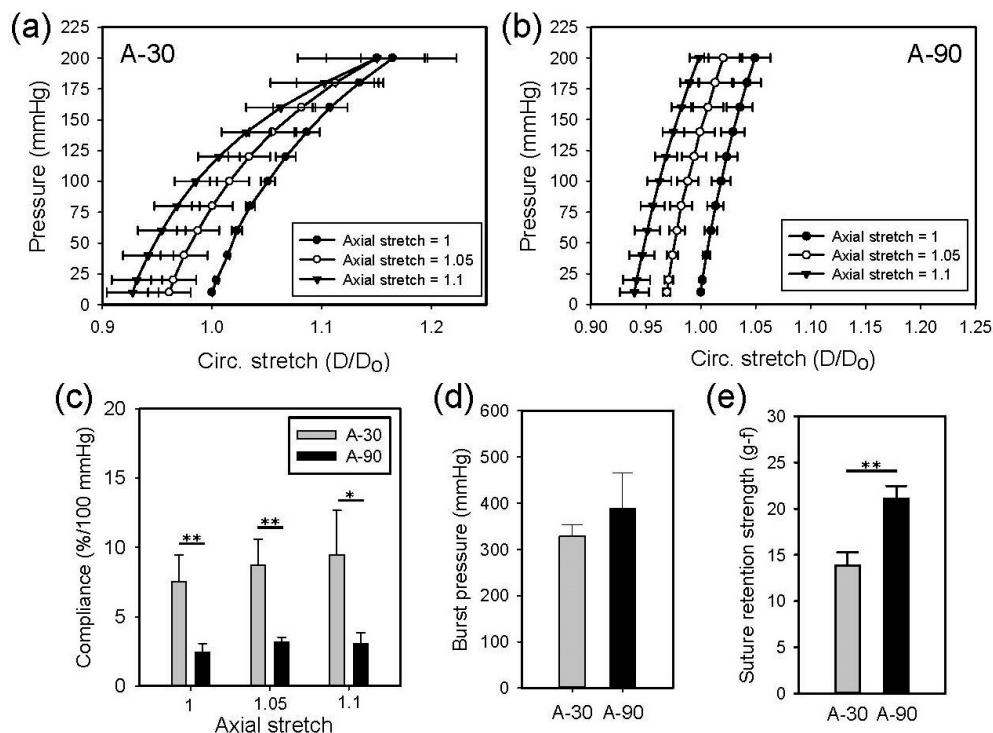 (a)
A-30
Pressure (mmHg)
200
175
150
125
100
75
50
25
0
Axial stretch = 1
Axial stretch = 1.05
Axial stretch = 1.1
0.9 1.0 1.1 1.2
Circ. stretch (D/D₀)
(b)
A-90
Pressure (mmHg)
200
175
150
125
100
75
50
25
0
Axial stretch = 1
Axial stretch = 1.05
Axial stretch = 1.1
0.90 0.95 1.00 1.05 1.10 1.15 1.20 1.25
Circ. stretch (D/D₀)
(c)
Compliance (%/100 mmHg)
20
15
10
5
0
A-30
A-90
**
**
*
1 1.05 1.1
Axial stretch
(d)
Burst pressure (mmHg)
600
500
400
300
200
100
0
A-30 A-90
(e)
Suture retention strength (g-f)
30
25
20
15
10
5
0
**
A-30 A-90